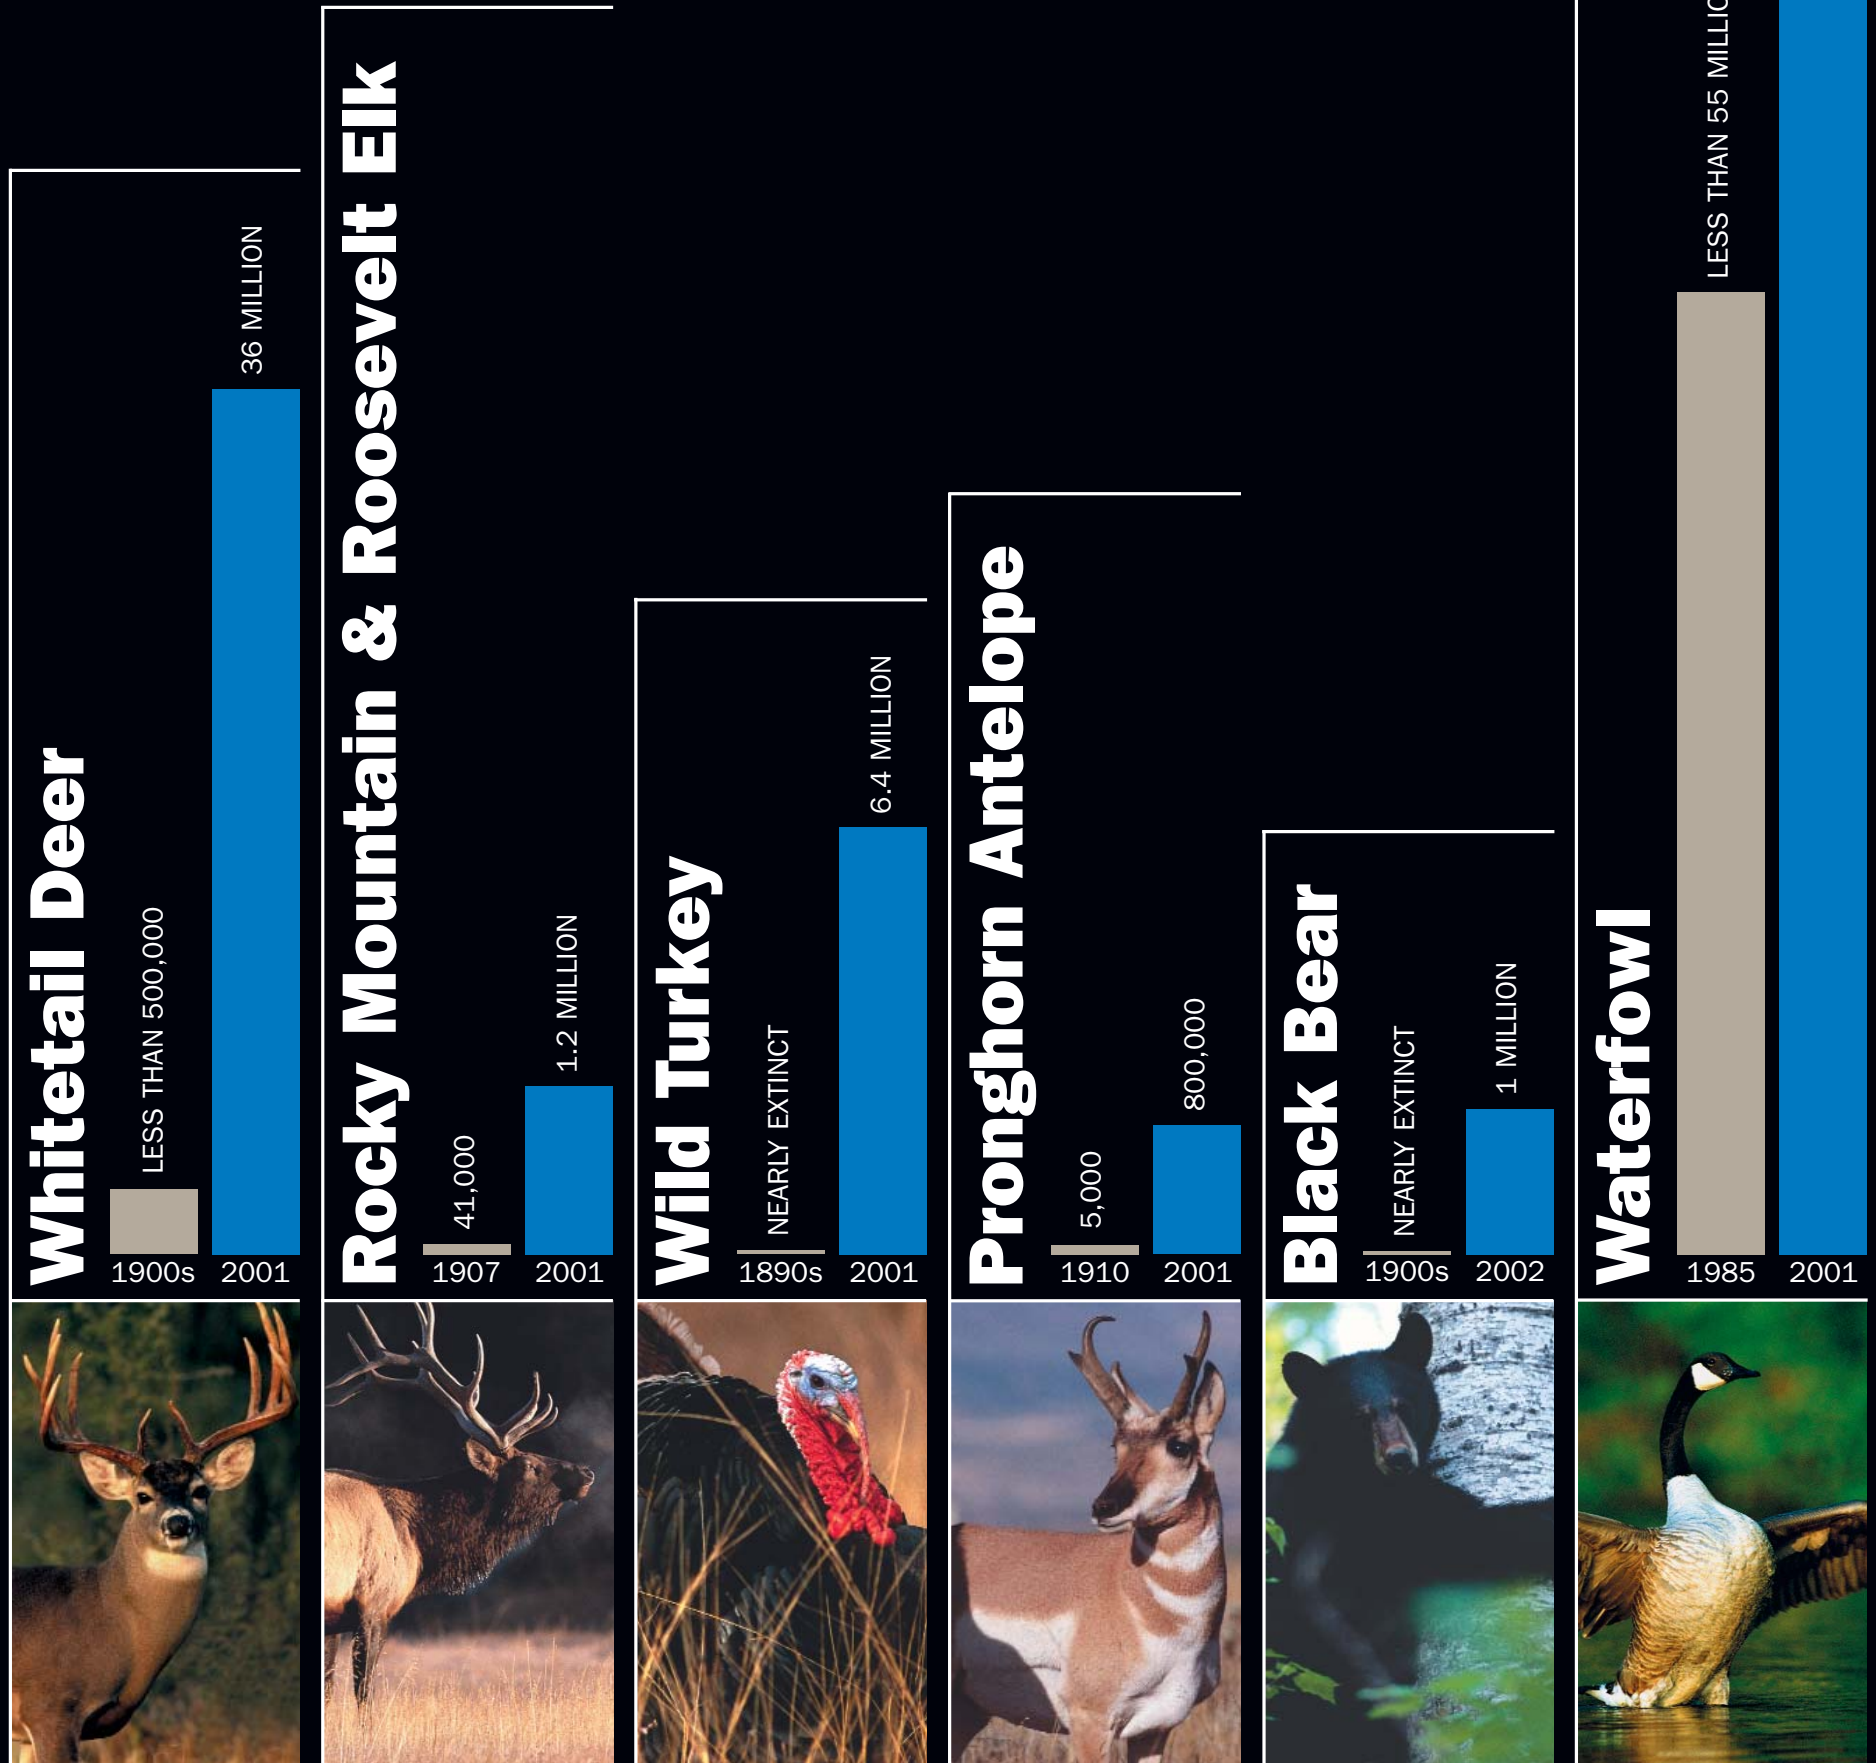 Whitetail Deer
LESS THAN 500,000
36 MILLION
1900s
2001
Rocky Mountain & Roosevelt Elk
41,000
1.2 MILLION
1907
2001
Wild Turkey
NEARLY EXTINCT
6.4 MILLION
1890s
2001
Pronghorn Antelope
5,000
800,000
1910
2001
Black Bear
NEARLY EXTINCT
1 MILLION
1900s
2002
Waterfowl
LESS THAN 55
1985
2001